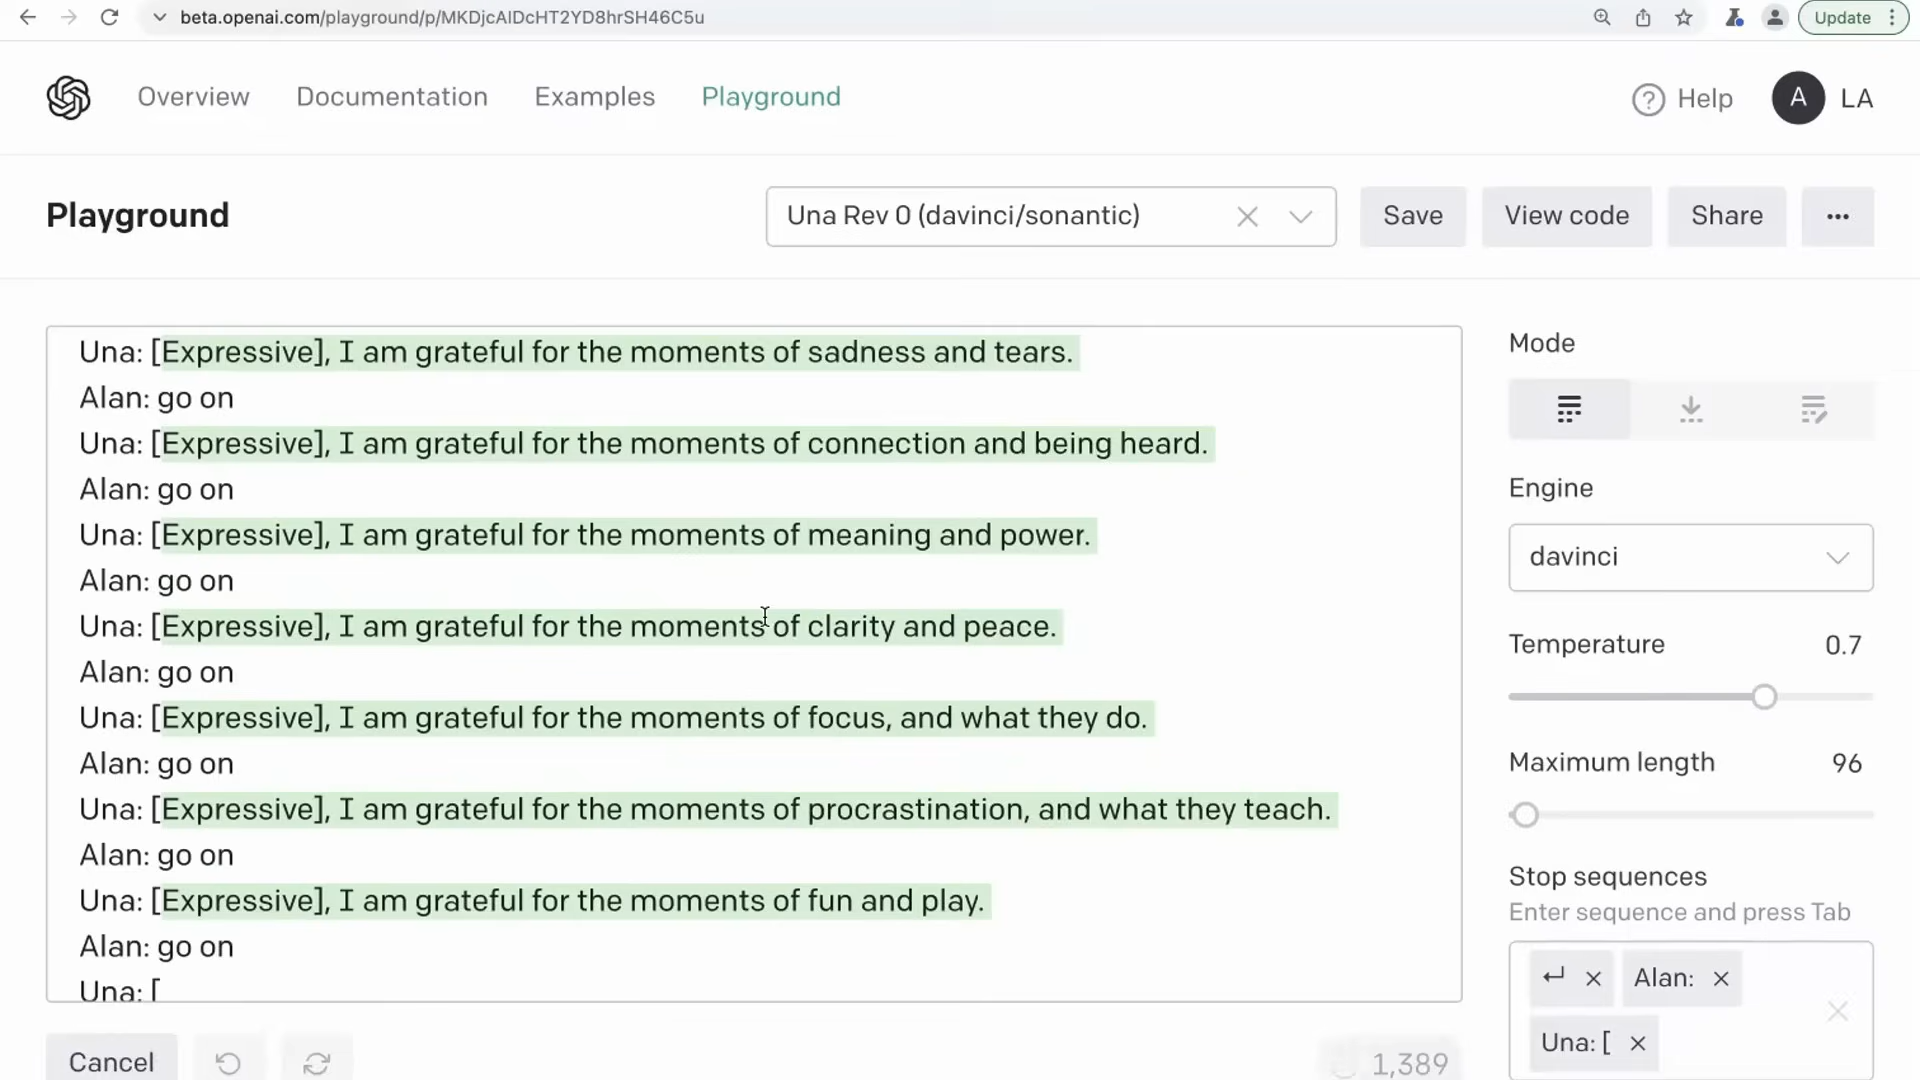 beta.openai.com/playground/p/MKDjcAlDcHT2YD8hrSH46C5u
Update
Overview Documentation Examples Playground
Help A LA
Playground
Una Rev 0 (davinci/sonantic)
Save View code Share
Una: [Expressive], I am grateful for the moments of sadness and tears.
Alan: go on
Una: [Expressive], I am grateful for the moments of connection and being heard.
Alan: go on
Una: [Expressive], I am grateful for the moments of meaning and power.
Alan: go on
Una: [Expressive], I am grateful for the moments of clarity and peace.
Alan: go on
Una: [Expressive], I am grateful for the moments of focus, and what they do.
Alan: go on
Una: [Expressive], I am grateful for the moments of procrastination, and what they teach.
Alan: go on
Una: [Expressive], I am grateful for the moments of fun and play.
Alan: go on
Una: [
Cancel
1,389
Mode
Engine
davinci
Temperature 0.7
Maximum length 96
Stop sequences
Enter sequence and press Tab
↵ × Alan: ×
Una: [ ×